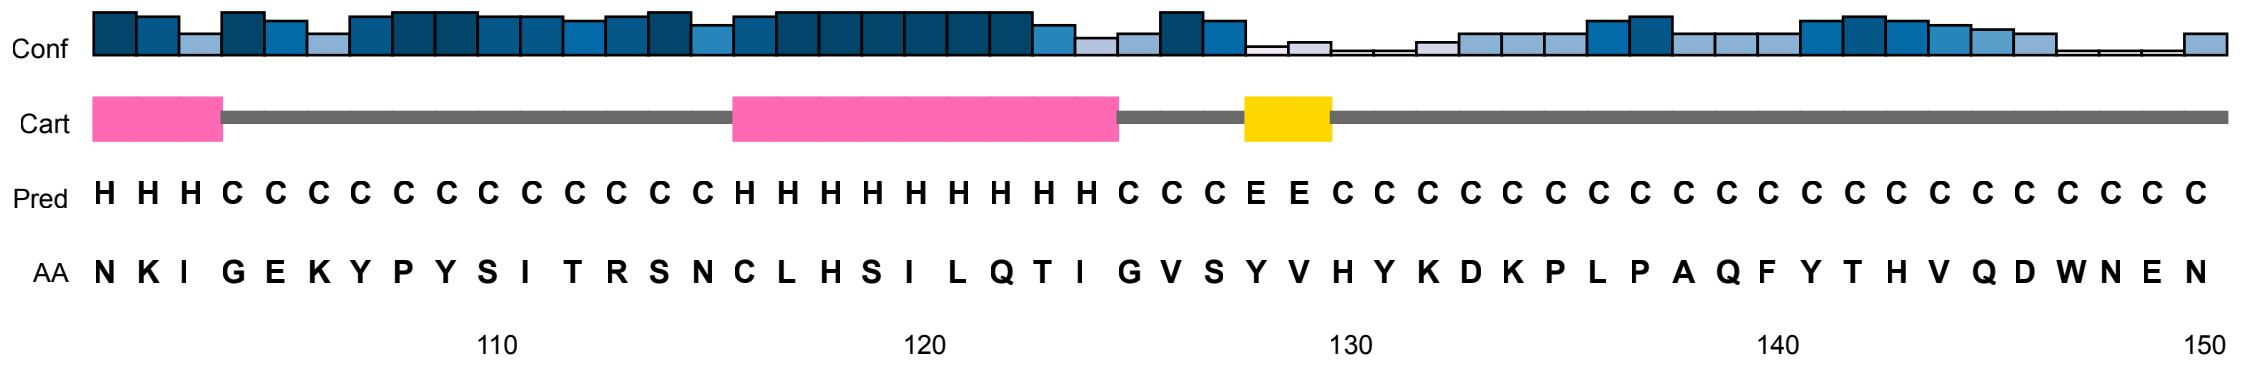 Conf
Cart
Pred H H H C C C C C C C C C C C C H H H H H H H H H C C C E E C C C C C C C C C C C C C C C C C C C C C
AA N K I G E K Y P Y S I T R S N C L H S I L Q T I G V S Y V H Y K D K P L P A Q F Y T H V Q D W N E N
110 120 130 140 150